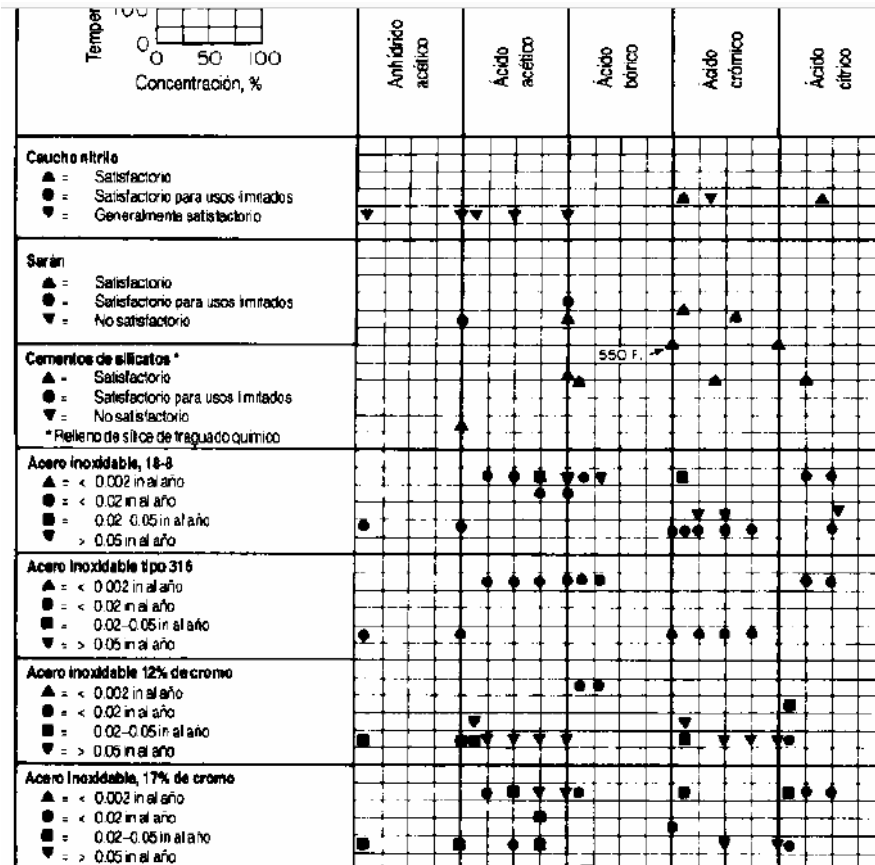 Temper
100
0
0 50 100
Concentración, %
Anhídrido acético
Ácido acético
Ácido bórico
Ácido crómico
Ácido cítrico
Caucho nitrilo
▲ = Satisfactorio
● = Satisfactorio para usos limitados
▼ = Generalmente satisfactorio
Sarán
▲ = Satisfactorio
● = Satisfactorio para usos limitados
▼ = No satisfactorio
550 F.
Cementos de silicatos *
▲ = Satisfactorio
● = Satisfactorio para usos limitados
▼ = No satisfactorio
* Relleno de sílice de fraguado químico
Acero inoxidable, 18-8
▲ = < 0.002 in al año
● = < 0.02 in al año
■ = 0.02-0.05 in al año
▼ > 0.05 in al año
Acero inoxidable tipo 316
▲ = < 0.002 in al año
● = < 0.02 in al año
■ = 0.02-0.05 in al año
▼ = > 0.05 in al año
Acero inoxidable 12% de cromo
▲ = < 0.002 in al año
● = < 0.02 in al año
■ = 0.02-0.05 in al año
▼ = > 0.05 in al año
Acero Inoxidable, 17% de cromo
▲ = < 0.002 in al año
● = < 0.02 in al año
■ = 0.02-0.05 in al año
▼ = > 0.05 in al año